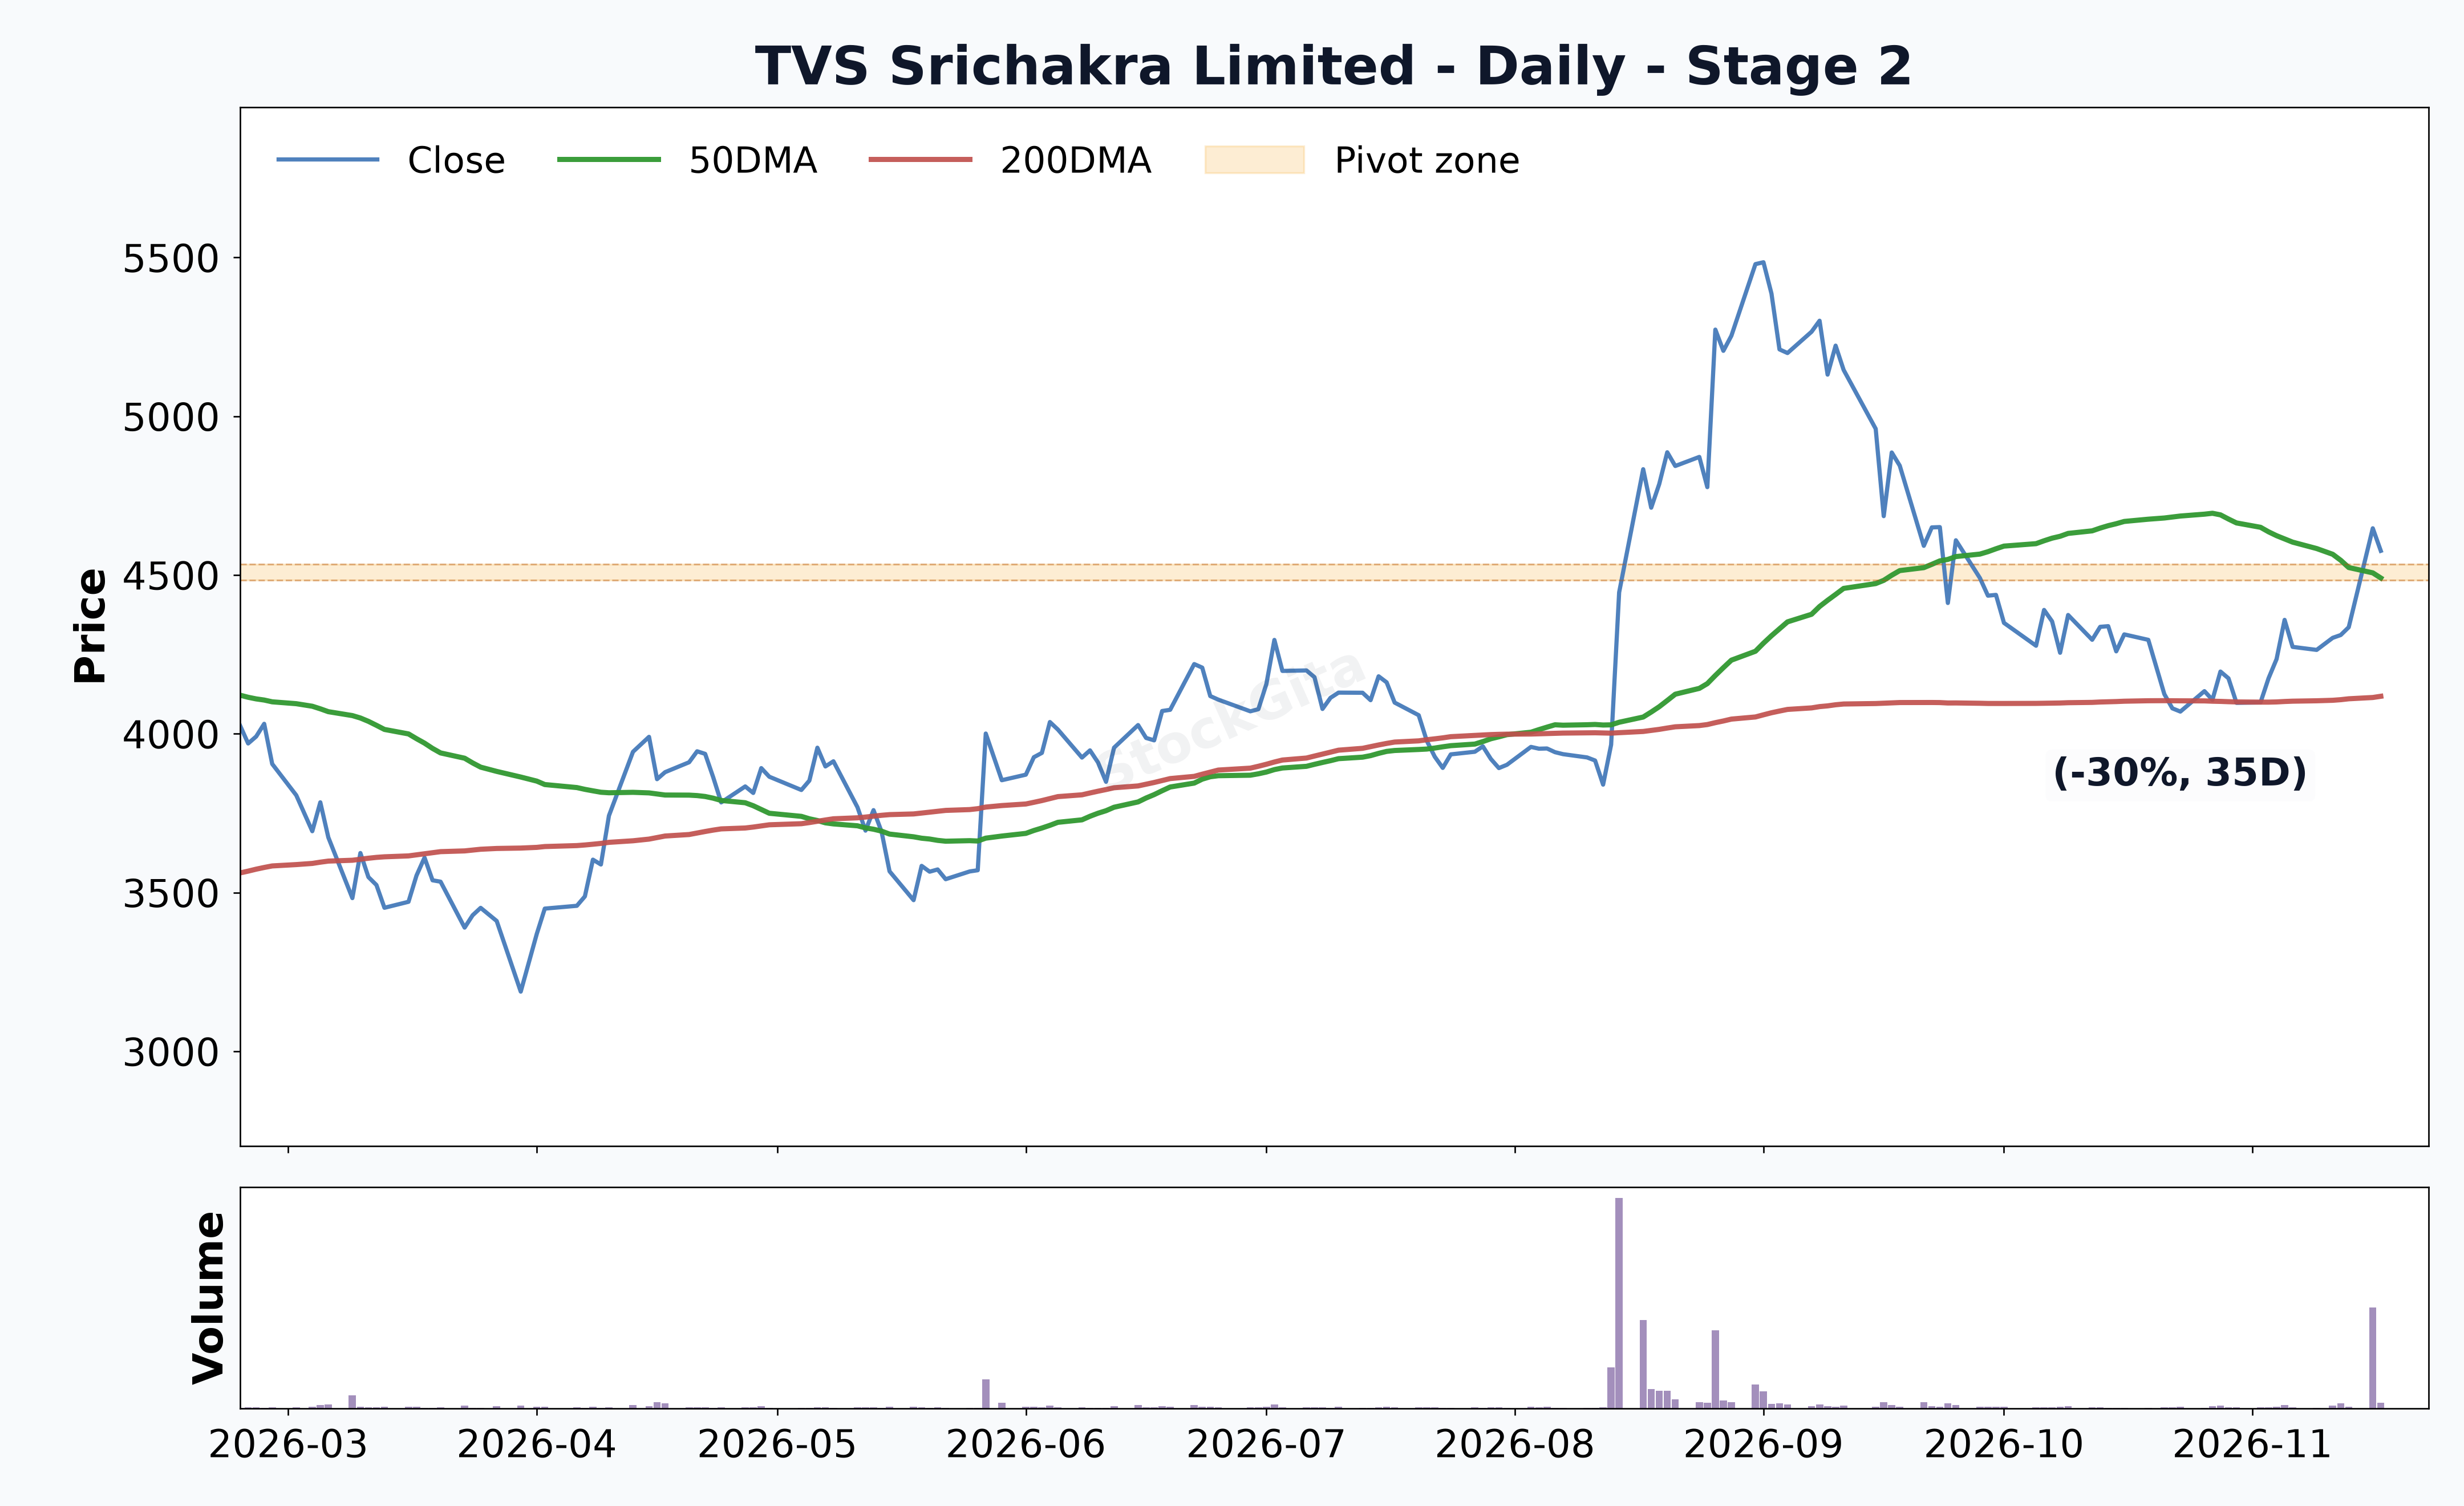 TVS Srichakra Limited - Daily - Stage 2
Close 50DMA 200DMA Pivot zone
5500
5000
4500
4000
3500
3000
Price
StockGita
(-30%, 35D)
Volume
2026-03 2026-04 2026-05 2026-06 2026-07 2026-08 2026-09 2026-10 2026-11